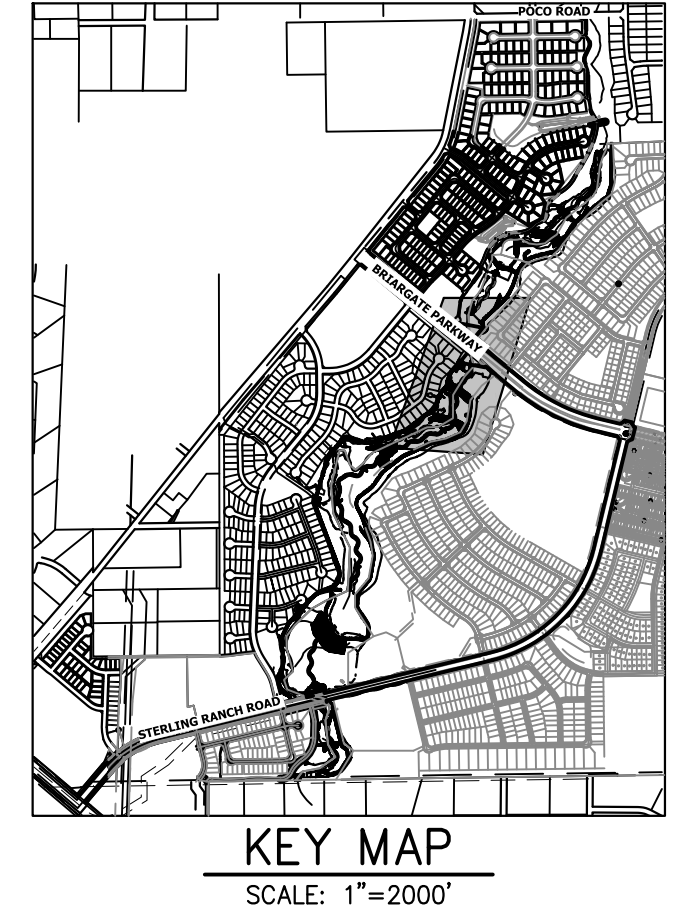 POCO ROAD
BRIARGATE PARKWAY
STERLING RANCH ROAD
KEY MAP
SCALE: 1"=2000'